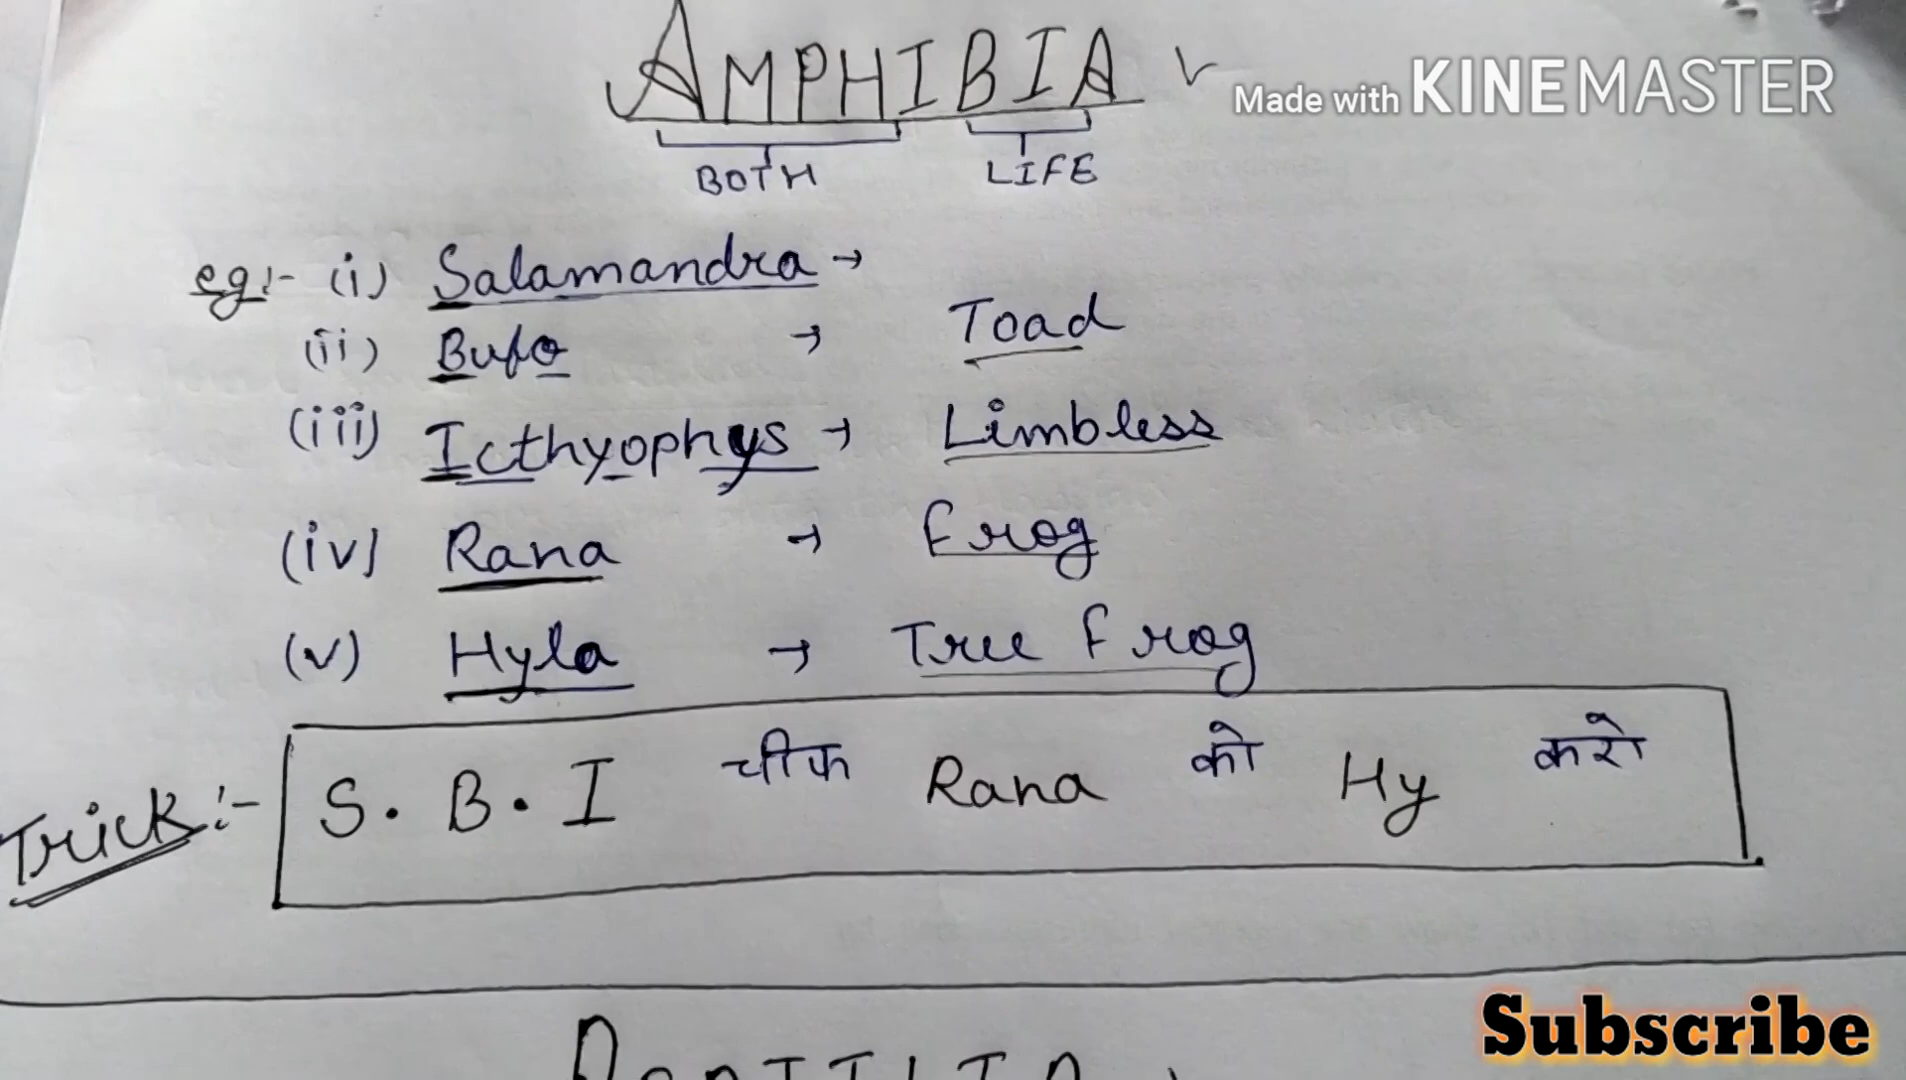 AMPHIBIA
Made with KINEMASTER
BOTH LIFE
eg:- (i) Salamandra →
(ii) Bufo → Toad
(iii) Icthyophys → Limbless
(iv) Rana → Frog
(v) Hyla → Tree Frog
Trick:- S. B. I चीफ Rana को Hy करो
Subscribe